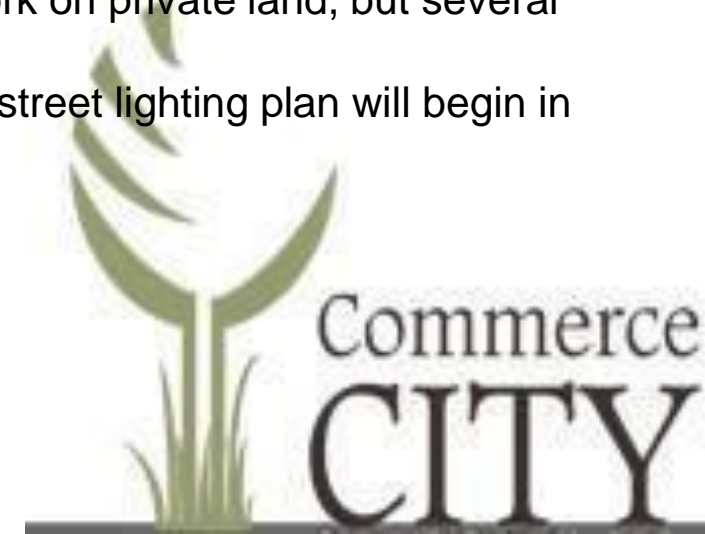 rk on private land, but several
street lighting plan will begin in
Commerce
CITY